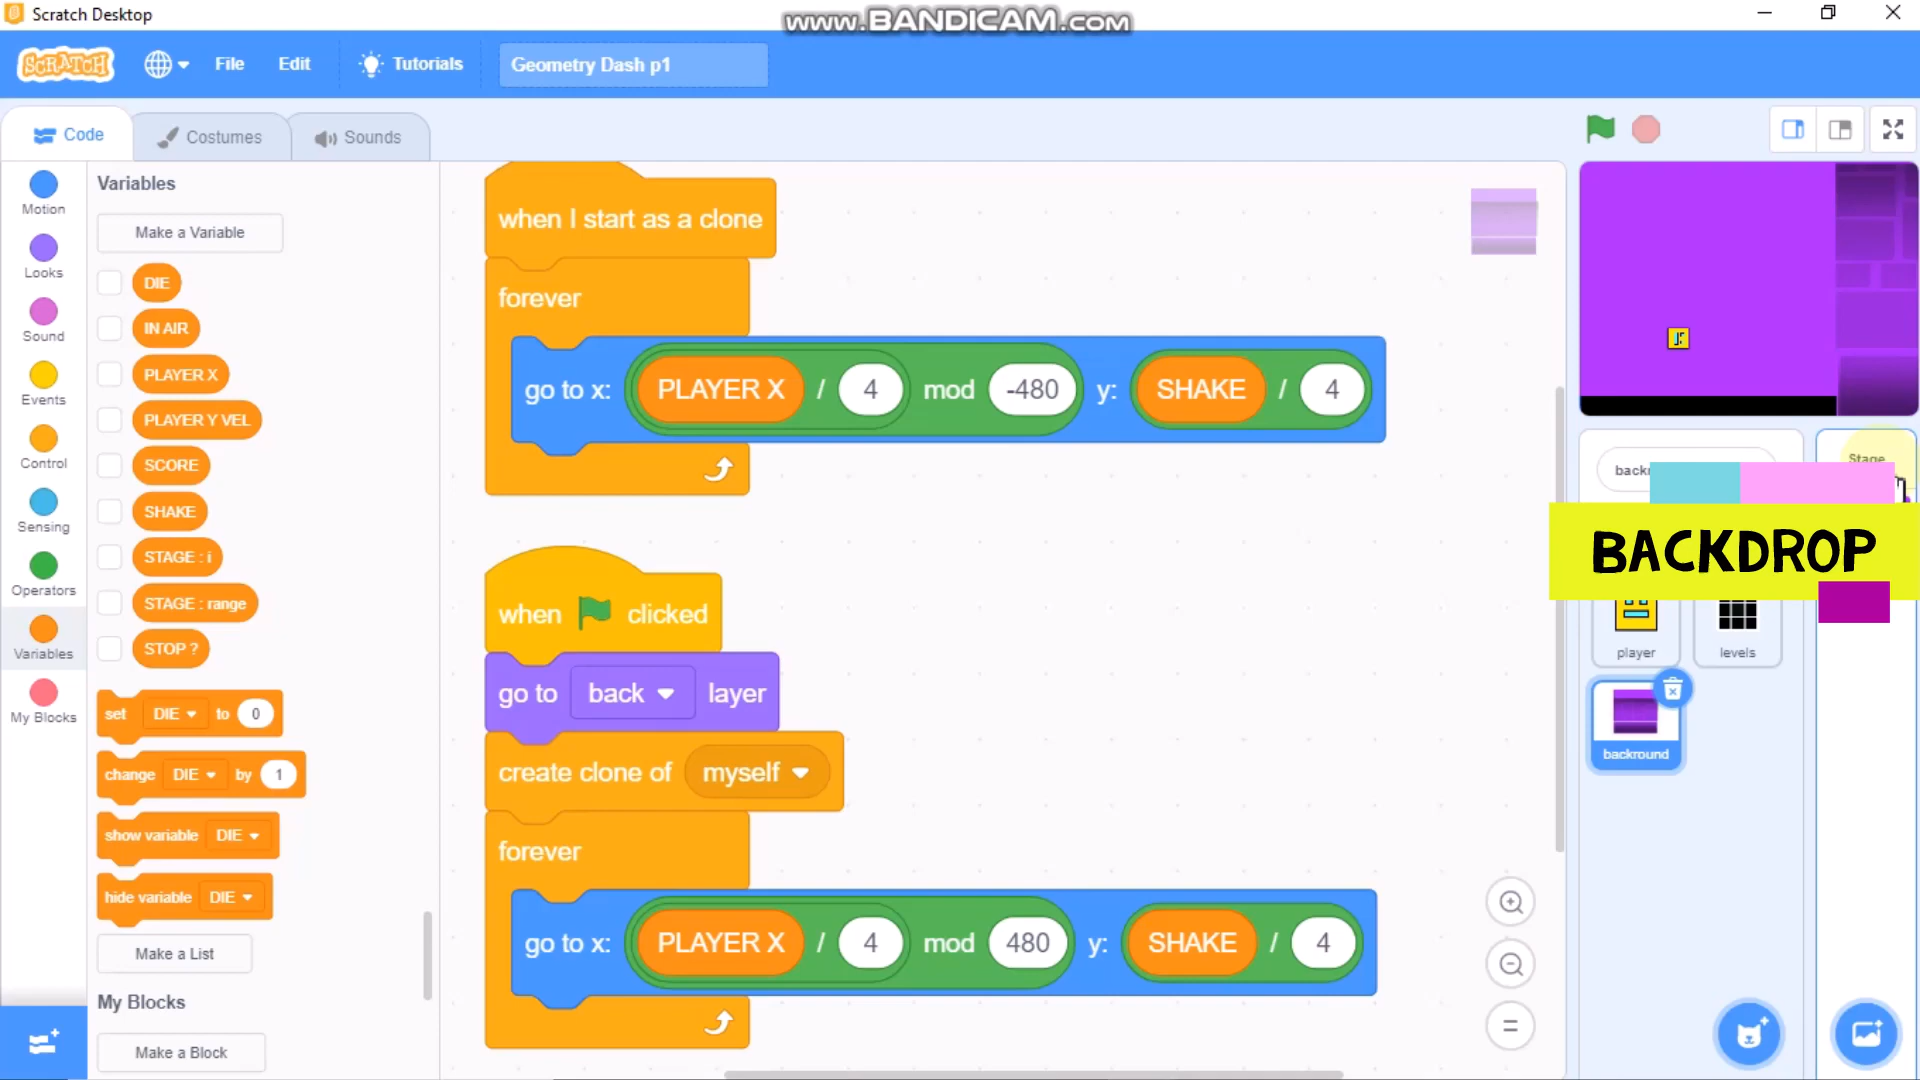 Scratch Desktop
www.BANDICAM.com
SCRATCH
File
Edit
Tutorials
Geometry Dash p1
Code
Costumes
Sounds
Motion
Looks
Sound
Events
Control
Sensing
Operators
Variables
My Blocks
Variables
Make a Variable
DIE
IN AIR
PLAYER X
PLAYER Y VEL
SCORE
SHAKE
STAGE : i
STAGE : range
STOP ?
set DIE to 0
change DIE by 1
show variable DIE
hide variable DIE
Make a List
My Blocks
Make a Block
when I start as a clone
forever
go to x: PLAYER X / 4 mod -480 y: SHAKE / 4
when clicked
go to back layer
create clone of myself
forever
go to x: PLAYER X / 4 mod 480 y: SHAKE / 4
Stage
BACKDROP
player
levels
backround